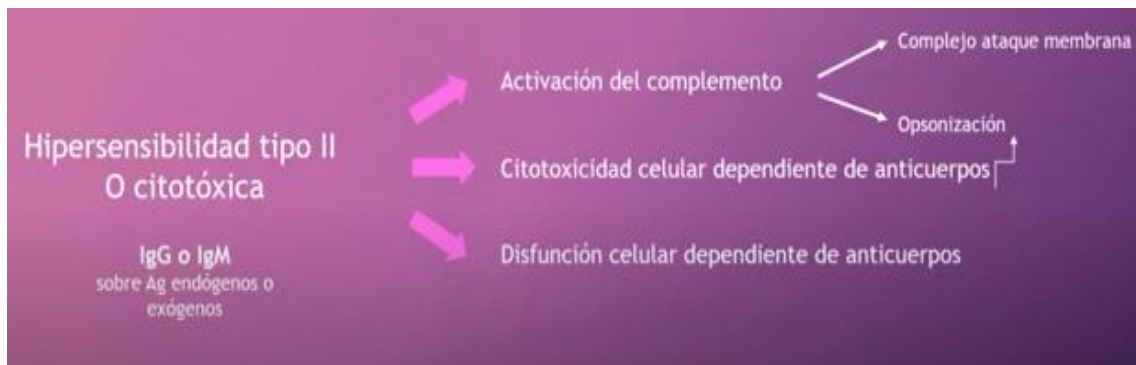 Hipersensibilidad tipo II
O citotóxica
IgG o IgM
sobre Ag endógenos o
exógenos
Activación del complemento
Complejo ataque membrana
Opsonización
Citotoxicidad celular dependiente de anticuerpos
Disfunción celular dependiente de anticuerpos